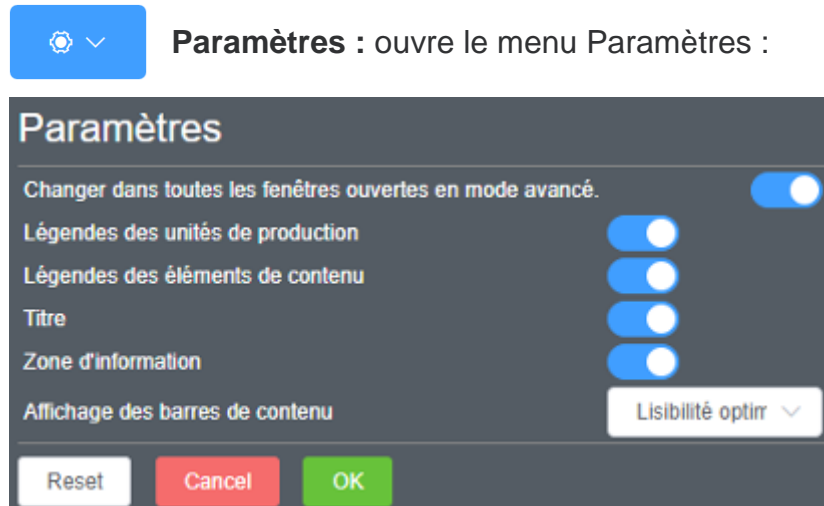 Paramètres : ouvre le menu Paramètres :
Paramètres
Changer dans toutes les fenêtres ouvertes en mode avancé.
Légendes des unités de production
Légendes des éléments de contenu
Titre
Zone d'information
Affichage des barres de contenu Lisibilité optim
Reset Cancel OK